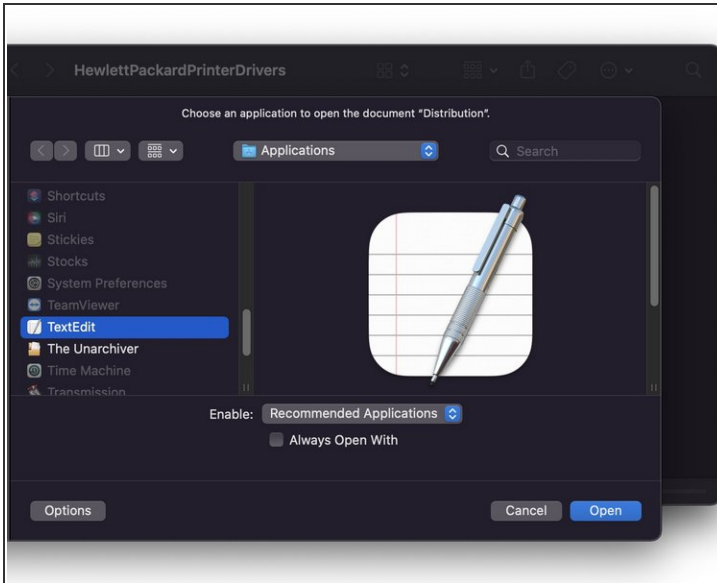 HewlettPackardPrinterDrivers
Choose an application to open the document “Distribution”.
Applications
Search
Shortcuts
Siri
Stickies
Stocks
System Preferences
TeamViewer
TextEdit
The Unarchiver
Time Machine
Transmission
Enable: Recommended Applications
Always Open With
Options Cancel Open